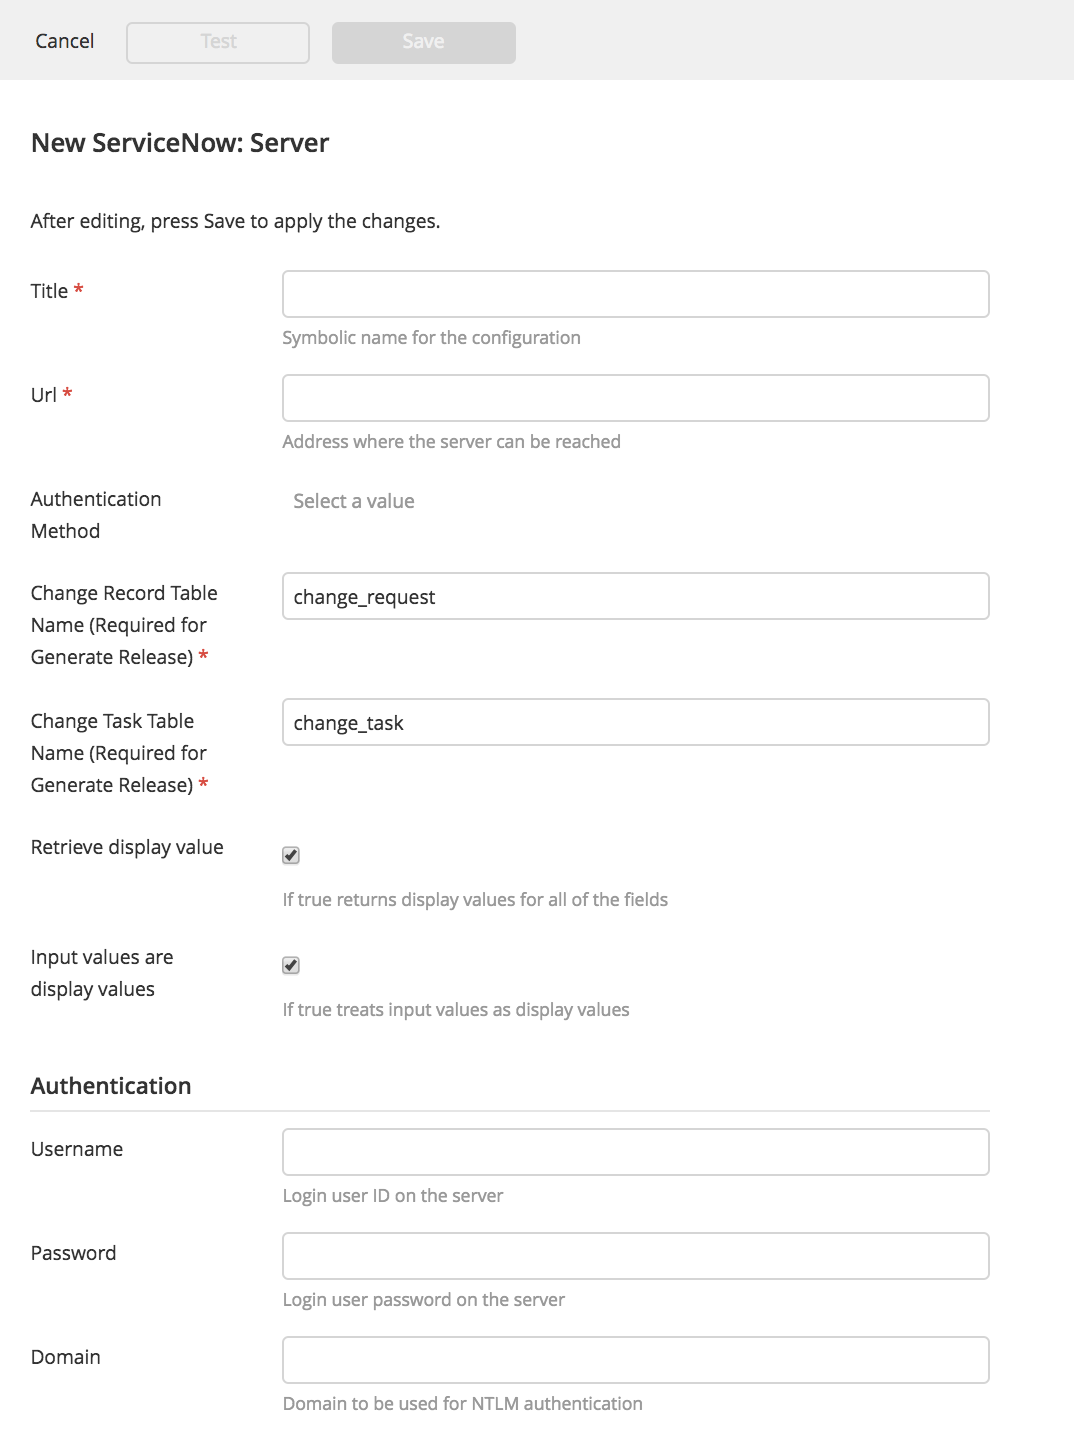 Cancel
Test
Save
New ServiceNow: Server
After editing, press Save to apply the changes.
Title *
Symbolic name for the configuration
Url *
Address where the server can be reached
Authentication
Method
Select a value
Change Record Table
Name (Required for
Generate Release) *
change_request
Change Task Table
Name (Required for
Generate Release) *
change_task
Retrieve display value
If true returns display values for all of the fields
Input values are
display values
If true treats input values as display values
Authentication
Username
Login user ID on the server
Password
Login user password on the server
Domain
Domain to be used for NTLM authentication